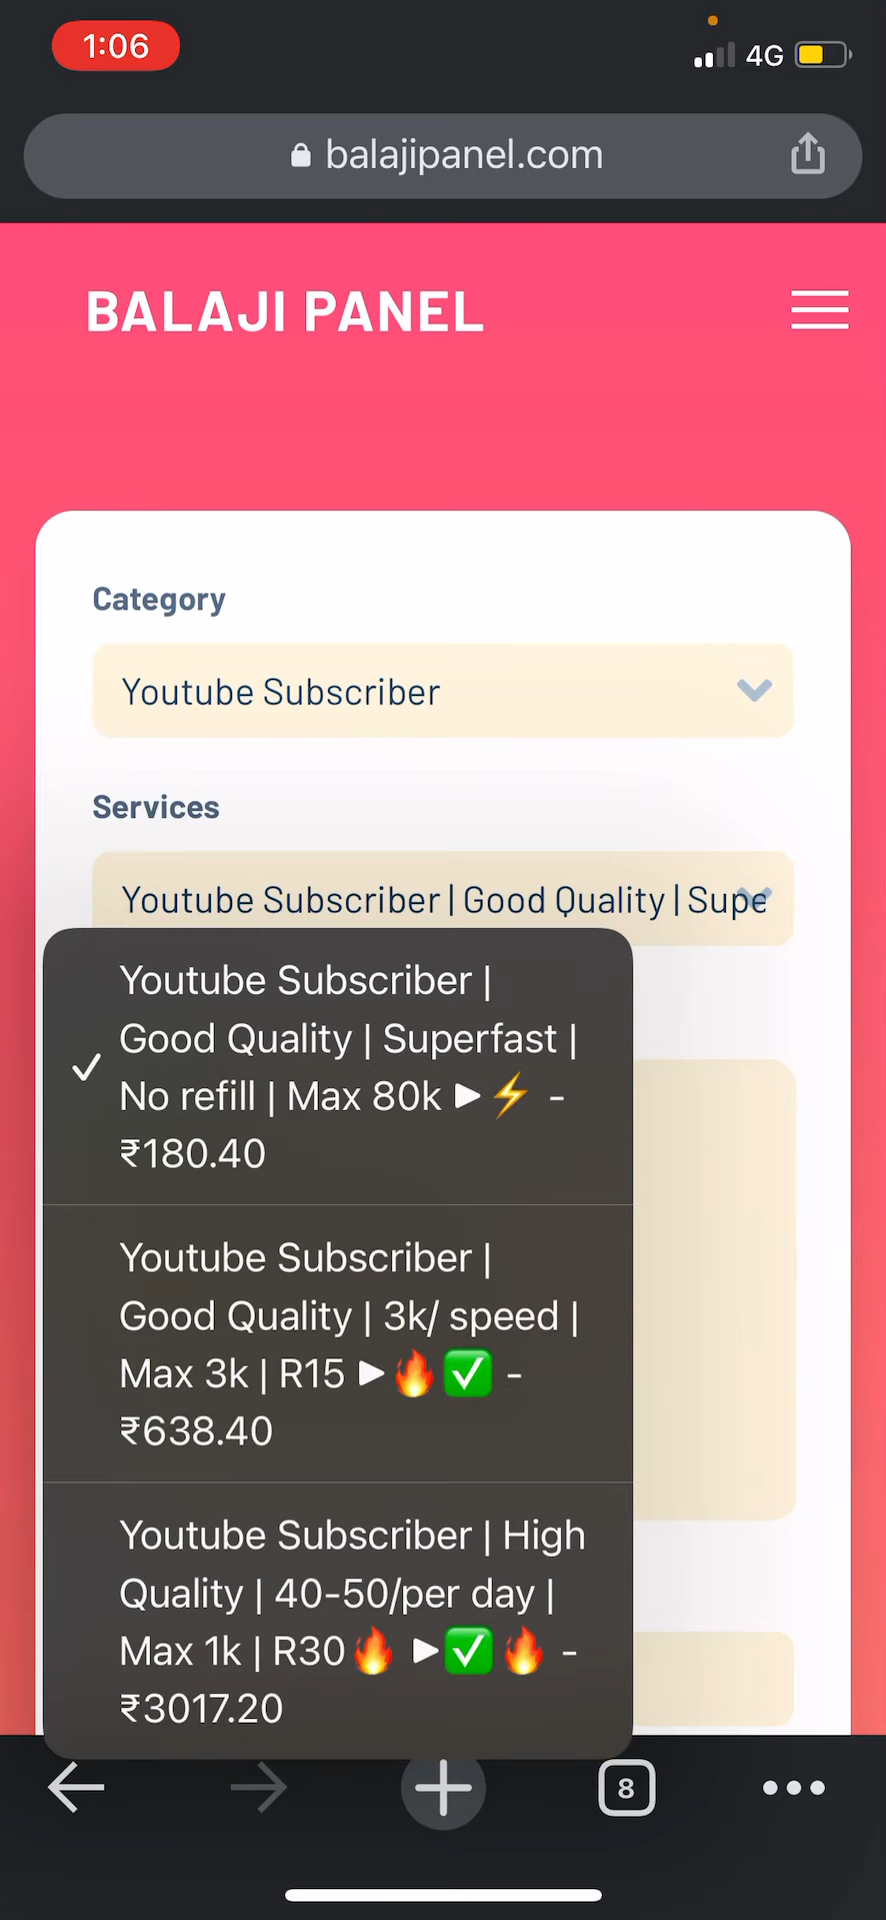 1:06
4G
balajipanel.com
BALAJI PANEL
Category
Youtube Subscriber
Services
Youtube Subscriber | Good Quality | Supe
Youtube Subscriber |
Good Quality | Superfast |
No refill | Max 80k ▶⚡ -
₹180.40
Youtube Subscriber |
Good Quality | 3k/ speed |
Max 3k | R15 ▶🔥✅ -
₹638.40
Youtube Subscriber | High
Quality | 40-50/per day |
Max 1k | R30🔥 ▶✅🔥 -
₹3017.20
8